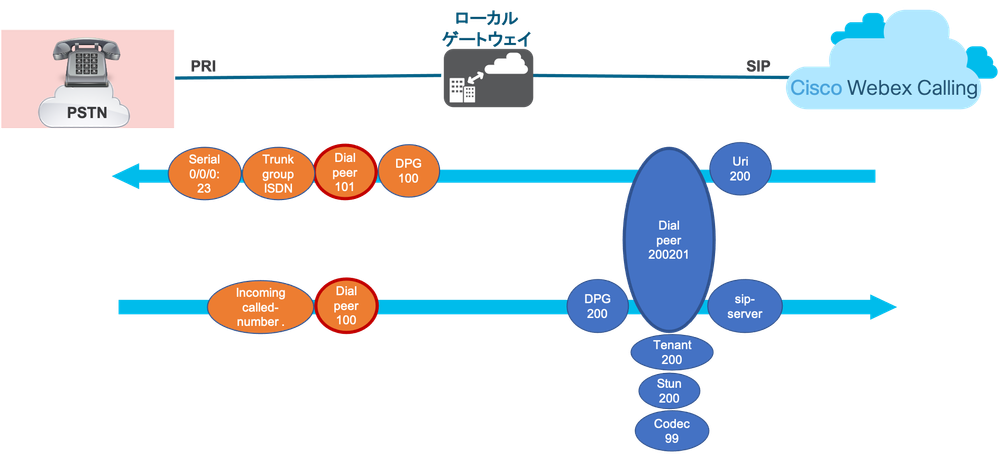 ローカル
ゲートウェイ
PRI
SIP
PSTN
Cisco Webex Calling
Serial
0/0/0:
23
Trunk
group
ISDN
Dial
peer
101
DPG
100
Uri
200
Dial
peer
200201
Incoming
called-
number .
Dial
peer
100
DPG
200
sip-
server
Tenant
200
Stun
200
Codec
99